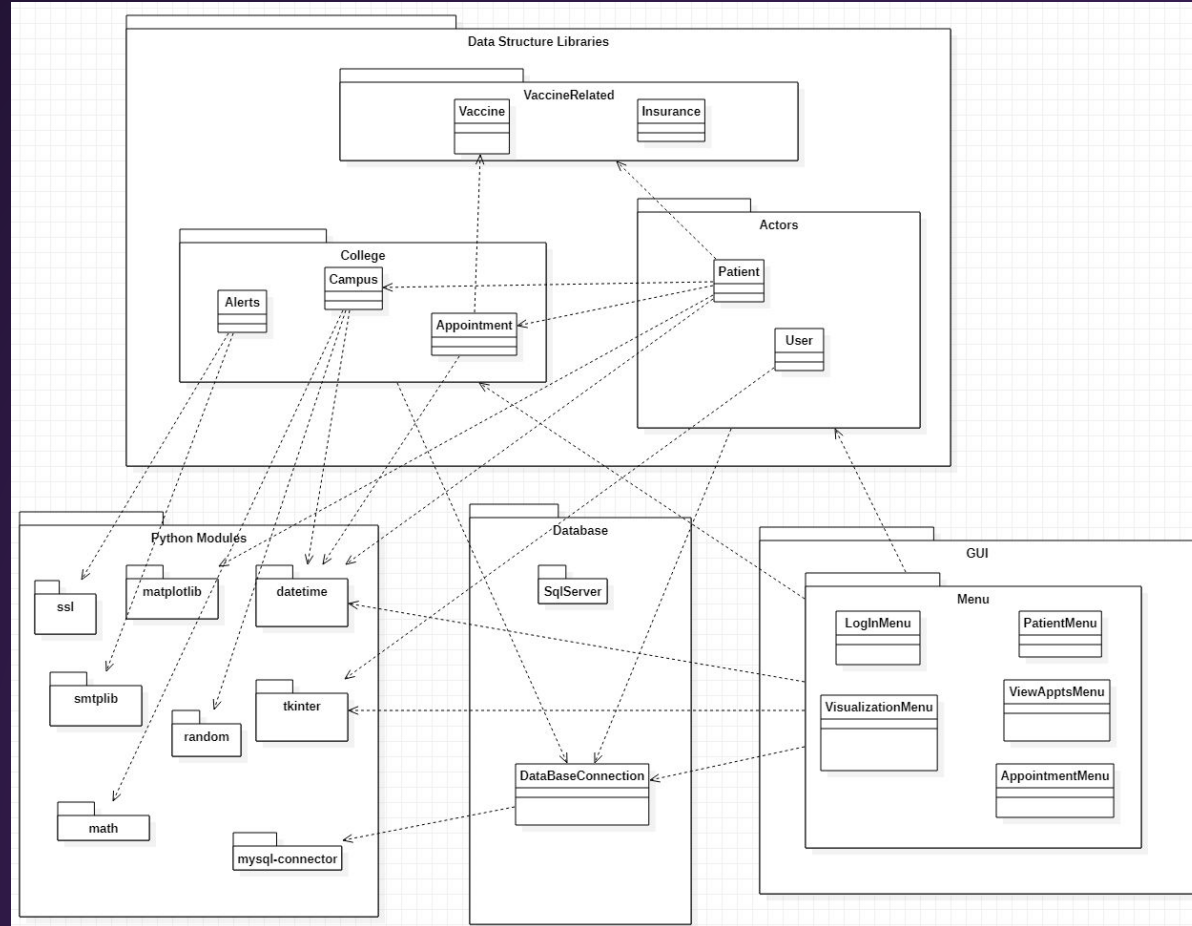 Data Structure Libraries
VaccineRelated
Vaccine
Insurance
Actors
College
Campus
Patient
Alerts
Appointment
User
Python Modules
Database
GUI
ssl
matplotlib
datetime
SqlServer
Menu
LogInMenu
PatientMenu
smtplib
random
tkinter
VisualizationMenu
ViewApptsMenu
DataBaseConnection
AppointmentMenu
math
mysql-connector